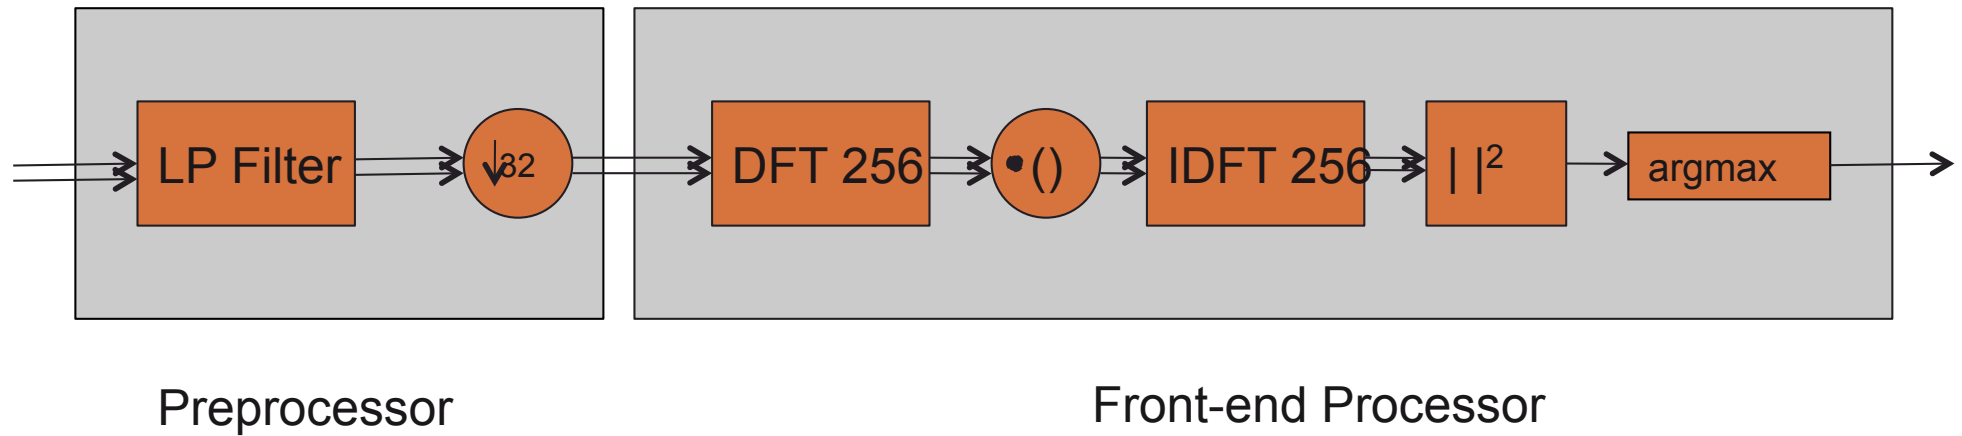 LP Filter
↓32
DFT 256
•()
IDFT 256
| |²
argmax
Preprocessor
Front-end Processor